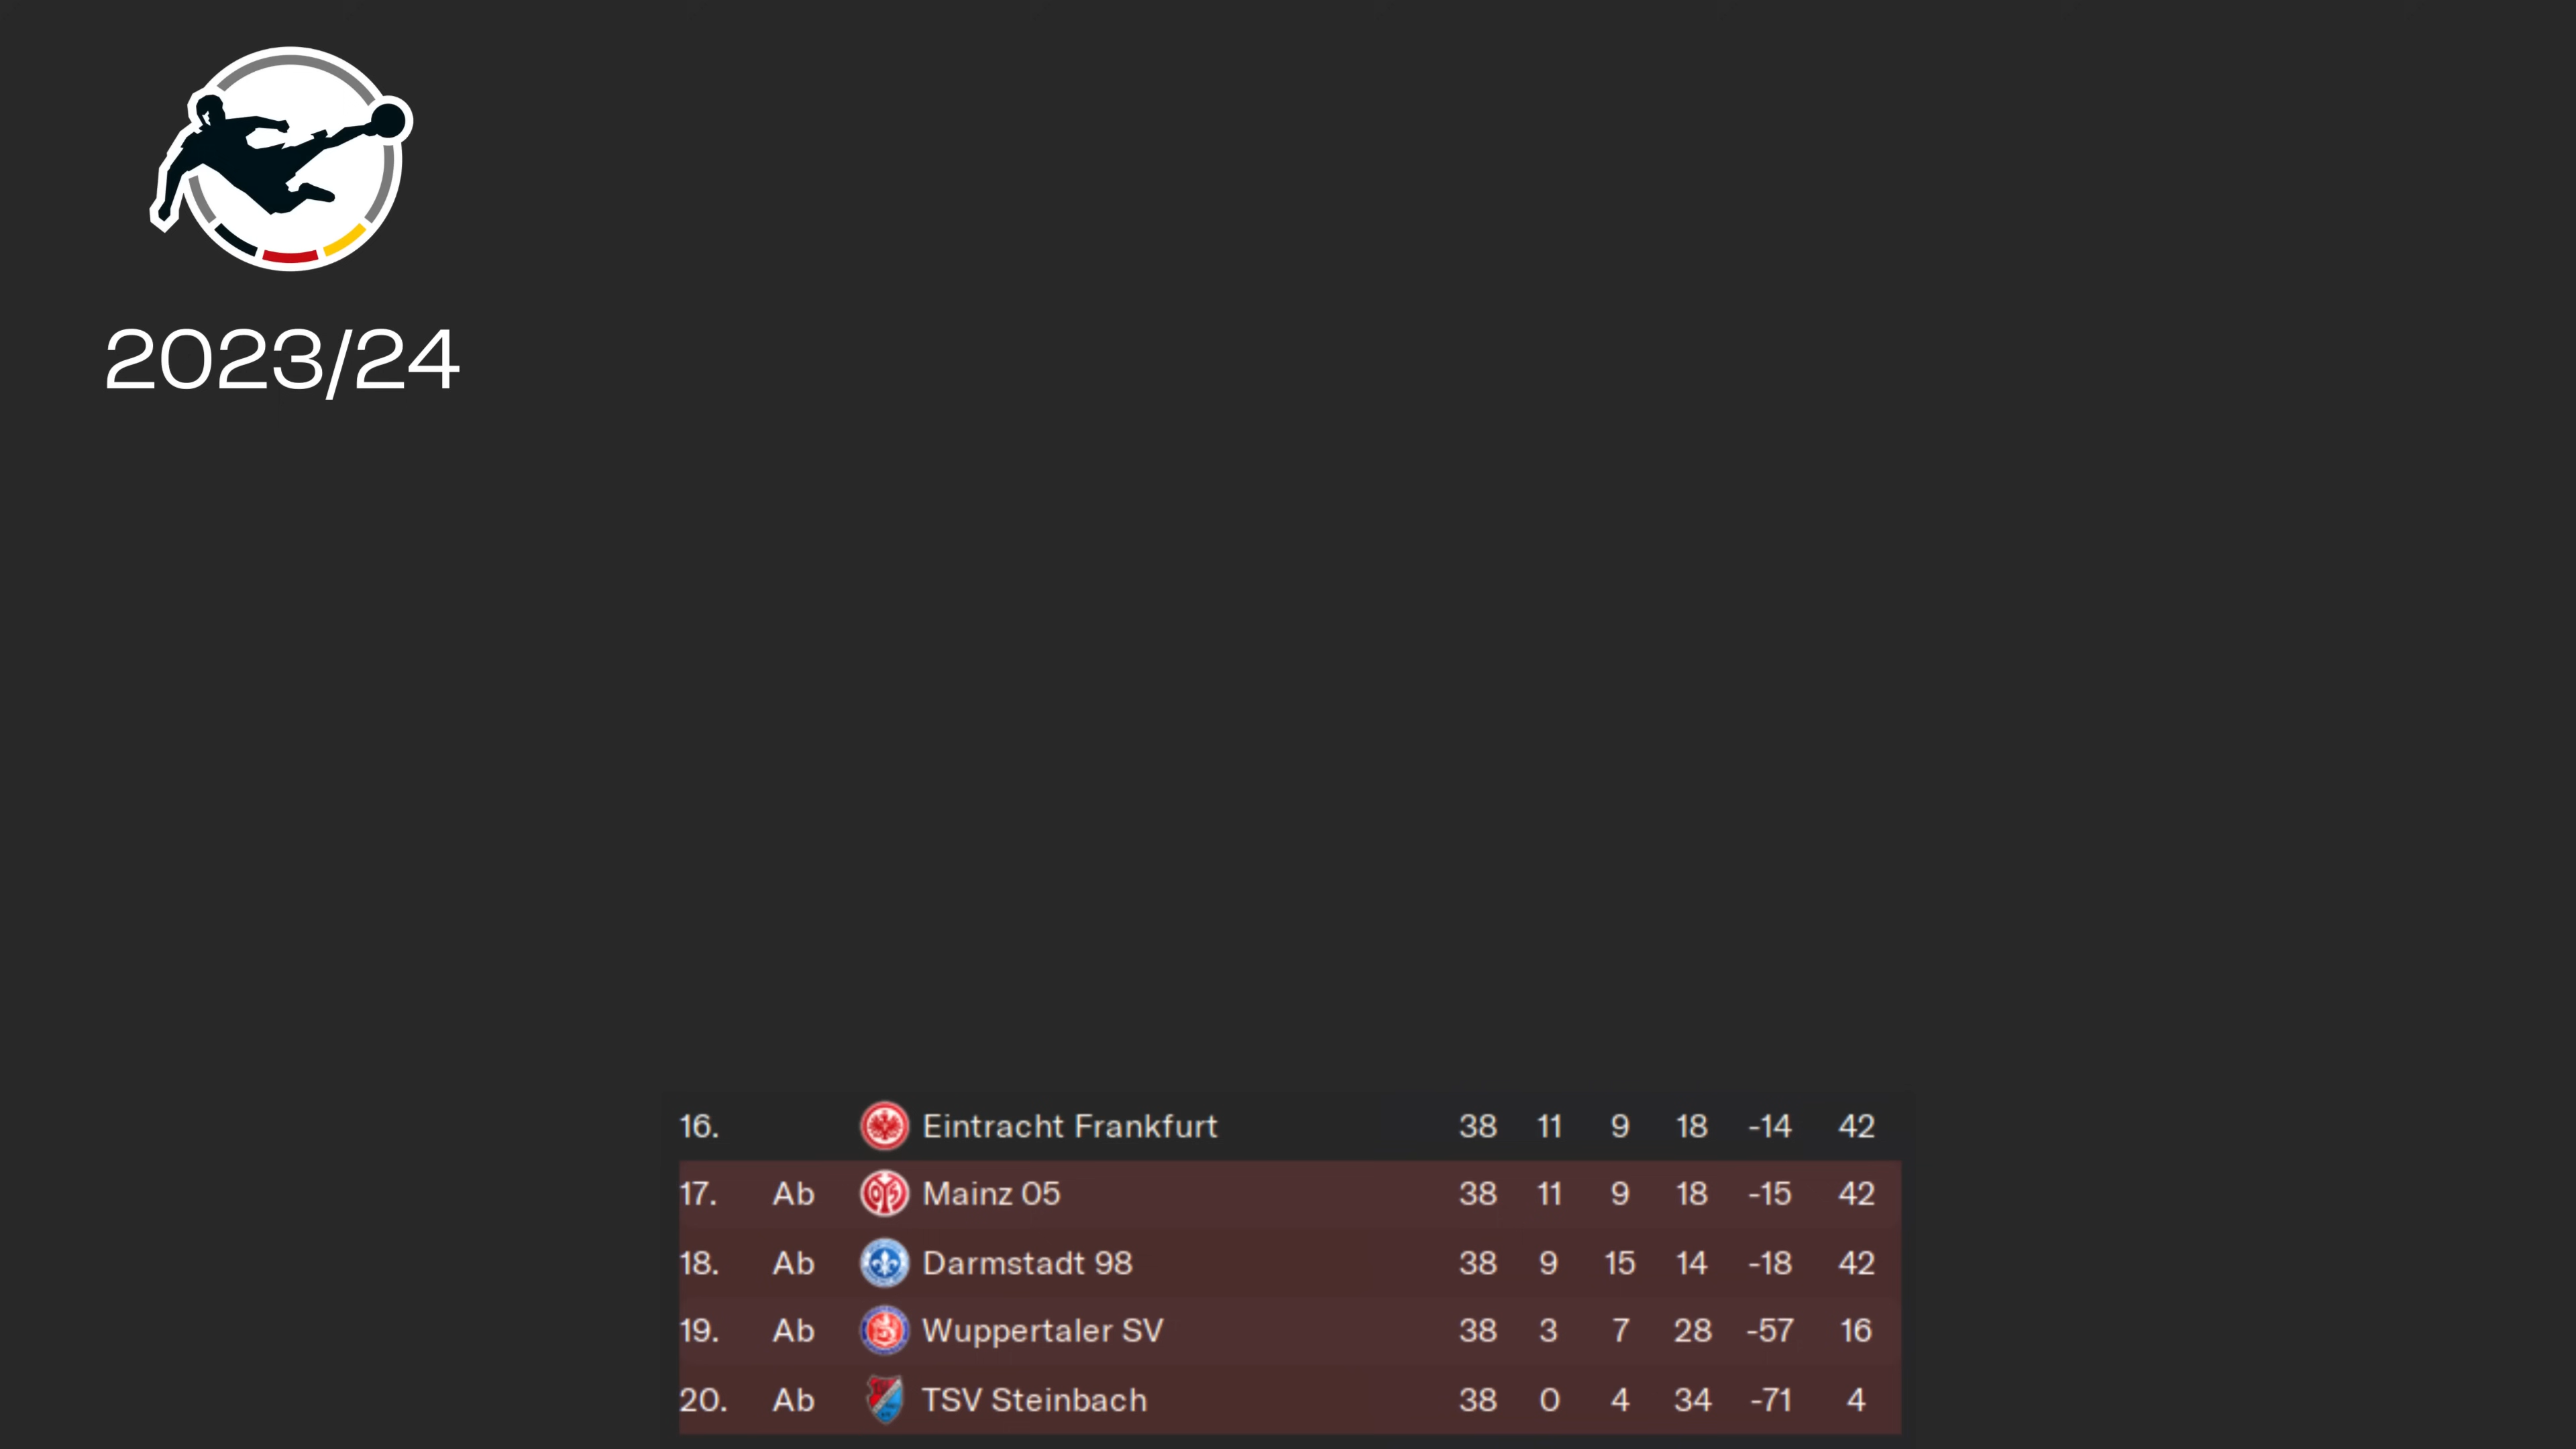 2023/24
16. Eintracht Frankfurt 38 11 9 18 -14 42
17. Ab Mainz 05 38 11 9 18 -15 42
18. Ab Darmstadt 98 38 9 15 14 -18 42
19. Ab Wuppertaler SV 38 3 7 28 -57 16
20. Ab TSV Steinbach 38 0 4 34 -71 4